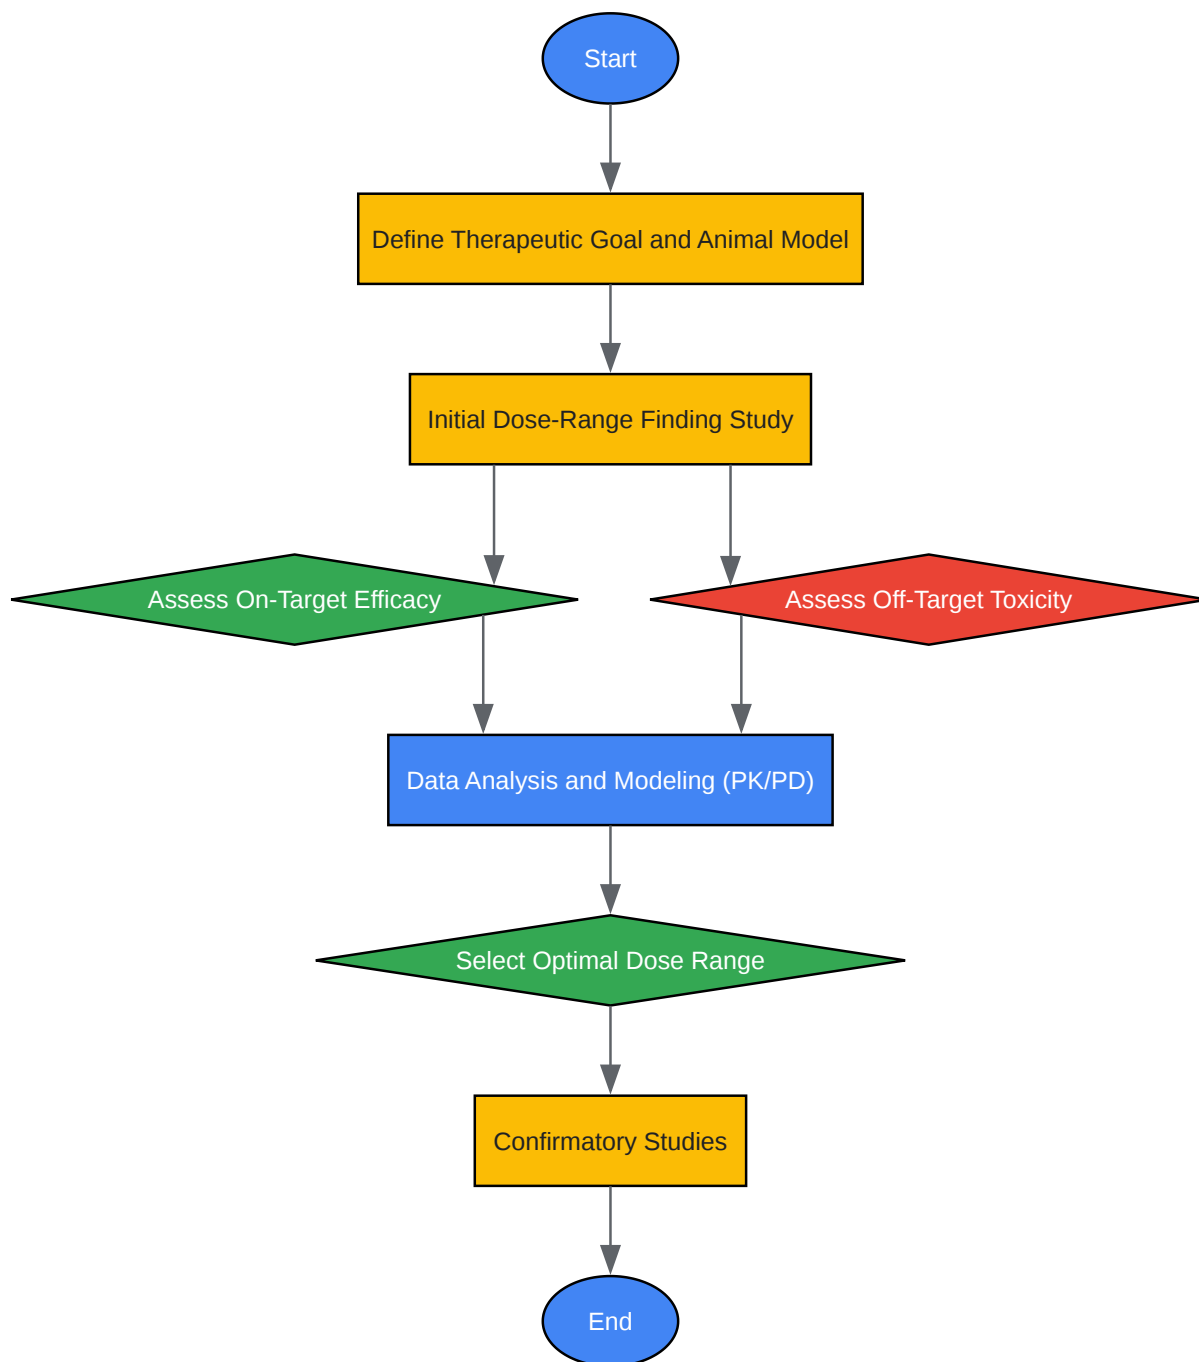 Start
Define Therapeutic Goal and Animal Model
Initial Dose-Range Finding Study
Assess On-Target Efficacy
Assess Off-Target Toxicity
Data Analysis and Modeling (PK/PD)
Select Optimal Dose Range
Confirmatory Studies
End